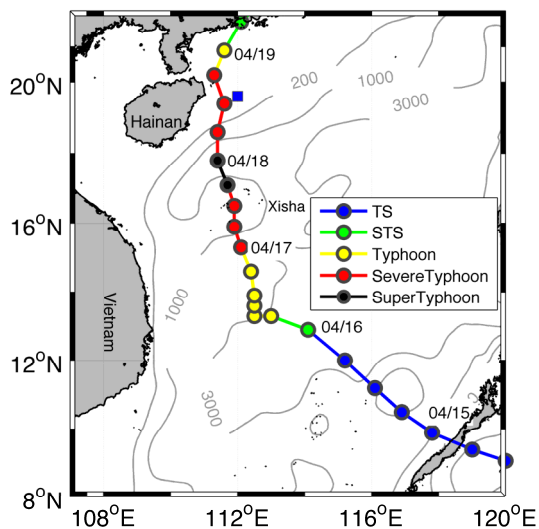 04/19
20°N
200
1000
3000
Hainan
04/18
Xisha
16°N
TS
STS
Typhoon
SevereTyphoon
SuperTyphoon
04/17
1000
Vietnam
04/16
12°N
3000
04/15
8°N
108°E
112°E
116°E
120°E